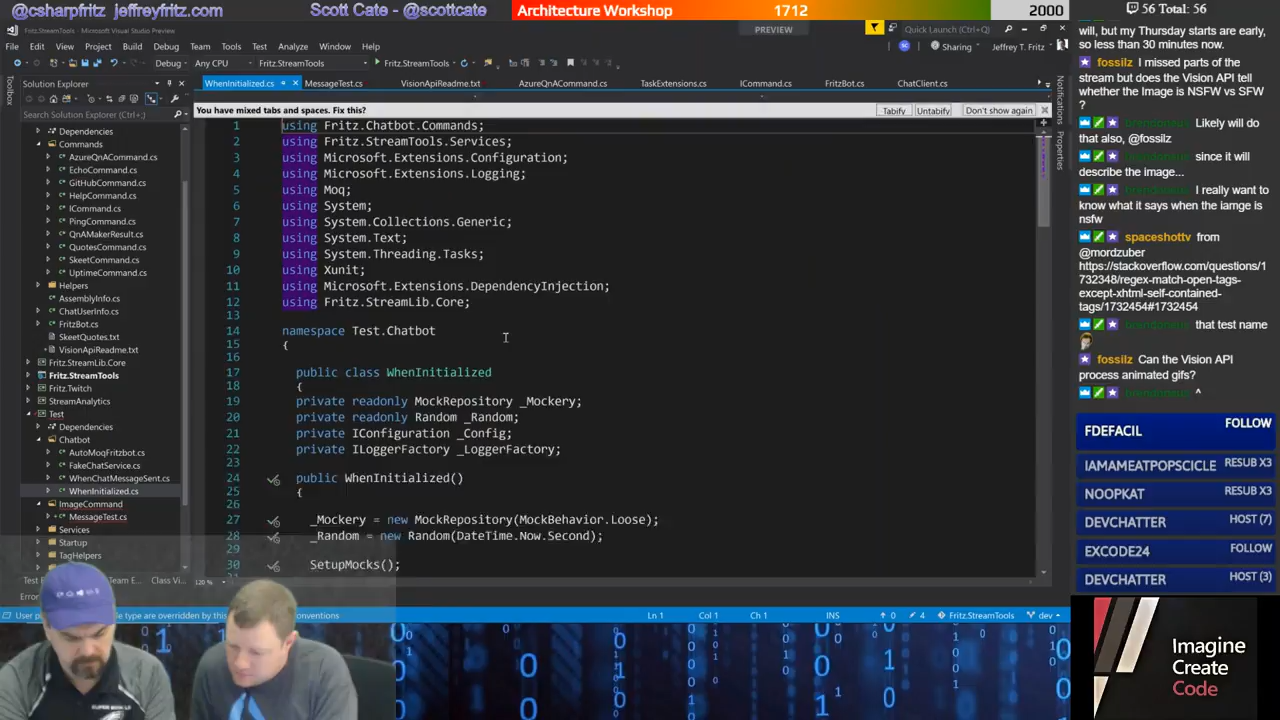 @csharpfritz jeffreyfritz.com
Scott Cate - @scottcate
Architecture Workshop
1712
2000
56 Total: 56
Fritz.StreamTools - Microsoft Visual Studio Preview
PREVIEW
Quick Launch (Ctrl+Q)
File Edit View Project Build Debug Team Tools Test Analyze Window Help
Sharing
Jeffrey T. Fritz
Debug
Any CPU
Fritz.StreamTools
Fritz.StreamTools
Toolbox
Solution Explorer
WhenInitialized.cs
MessageTest.cs
VisionApiReadme.txt
AzureQnACommand.cs
TaskExtensions.cs
ICommand.cs
FritzBot.cs
ChatClient.cs
Notifications
Properties
Search Solution Explorer (Ctrl+;)
You have mixed tabs and spaces. Fix this?
Tabify
Untabify
Don't show again
Dependencies
Commands
AzureQnACommand.cs
EchoCommand.cs
GitHubCommand.cs
HelpCommand.cs
ICommand.cs
PingCommand.cs
QnAMakerResult.cs
QuotesCommand.cs
SkeetCommand.cs
UptimeCommand.cs
Helpers
AssemblyInfo.cs
ChatUserInfo.cs
FritzBot.cs
SkeetQuotes.txt
VisionApiReadme.txt
Fritz.StreamLib.Core
Fritz.StreamTools
Fritz.Twitch
StreamAnalytics
Test
Dependencies
Chatbot
AutoMoqFritzbot.cs
FakeChatService.cs
WhenChatMessageSent.cs
WhenInitialized.cs
ImageCommand
MessageTest.cs
Services
Startup
TagHelpers
Team E...
Class Vi...
1 using Fritz.Chatbot.Commands;
2 using Fritz.StreamTools.Services;
3 using Microsoft.Extensions.Configuration;
4 using Microsoft.Extensions.Logging;
5 using Moq;
6 using System;
7 using System.Collections.Generic;
8 using System.Text;
9 using System.Threading.Tasks;
10 using Xunit;
11 using Microsoft.Extensions.DependencyInjection;
12 using Fritz.StreamLib.Core;
13
14 namespace Test.Chatbot
15 {
16
17 public class WhenInitialized
18 {
19 private readonly MockRepository _Mockery;
20 private readonly Random _Random;
21 private IConfiguration _Config;
22 private ILoggerFactory _LoggerFactory;
23
24 public WhenInitialized()
25 {
26
27 _Mockery = new MockRepository(MockBehavior.Loose);
28 _Random = new Random(DateTime.Now.Second);
29
30 SetupMocks();
120 %
Ln 1
Col 1
Ch 1
INS
0
4
Fritz.StreamTools
dev
will, but my Thursday starts are early,
so less than 30 minutes now.
fossilz I missed parts of the
stream but does the Vision API tell
whether the Image is NSFW vs SFW
?
Likely will do
that also, @fossilz
since it will
describe the image...
I really want to
know what it says when the iamge is
nsfw
spaceshottv from
@mordzuber
https://stackoverflow.com/questions/1
732348/regex-match-open-tags-
except-xhtml-self-contained-
tags/1732454#1732454
that test name
fossilz Can the Vision API
process animated gifs?
^
FDEFACIL FOLLOW
IAMAMEATPOPSCICLE RESUB X3
NOOPKAT RESUB X3
DEVCHATTER HOST (7)
EXCODE24 FOLLOW
DEVCHATTER HOST (3)
Imagine
Create
Code